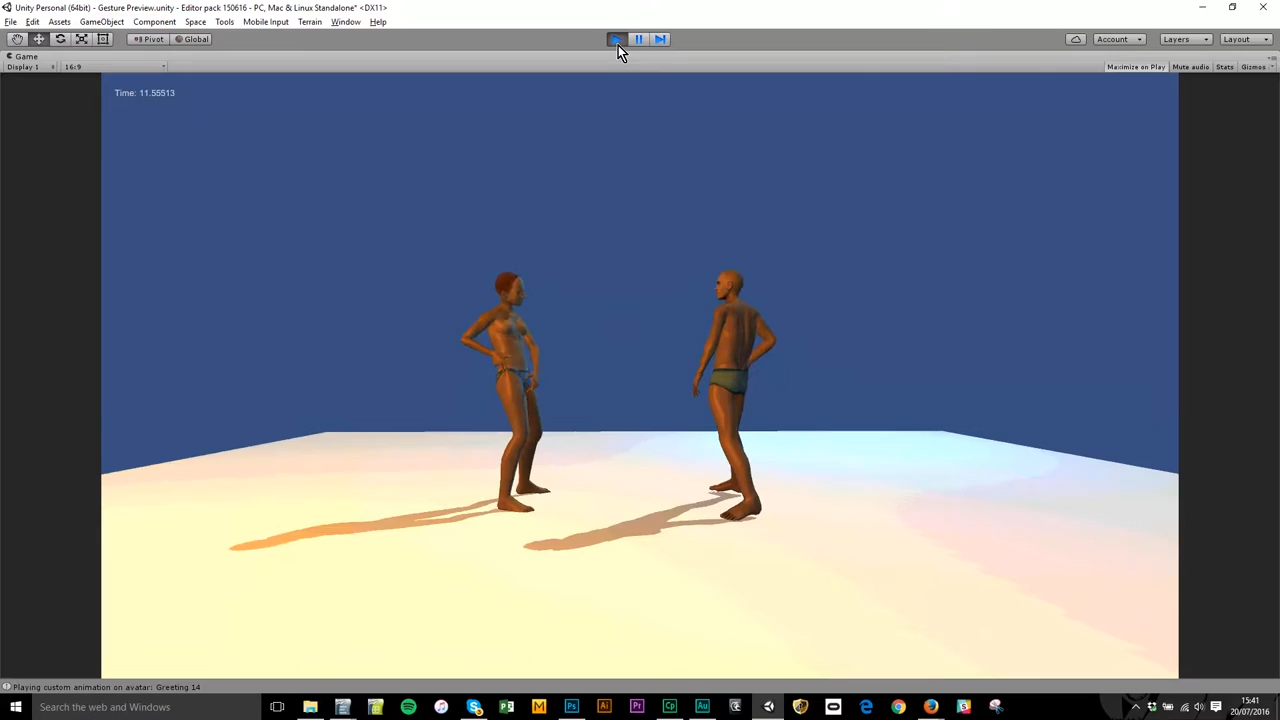 Unity Personal (64bit) - Gesture Preview.unity - Editor pack 150616 - PC, Mac & Linux Standalone* <DX11>
File Edit Assets GameObject Component Space Tools Mobile Input Terrain Window Help
Pivot Global Account Layers Layout
Game
Display 1 16:9 Maximize on Play Mute audio Stats Gizmos
Time: 11.55513
Playing custom animation on avatar: Greeting 14
Search the web and Windows
15:41
20/07/2016